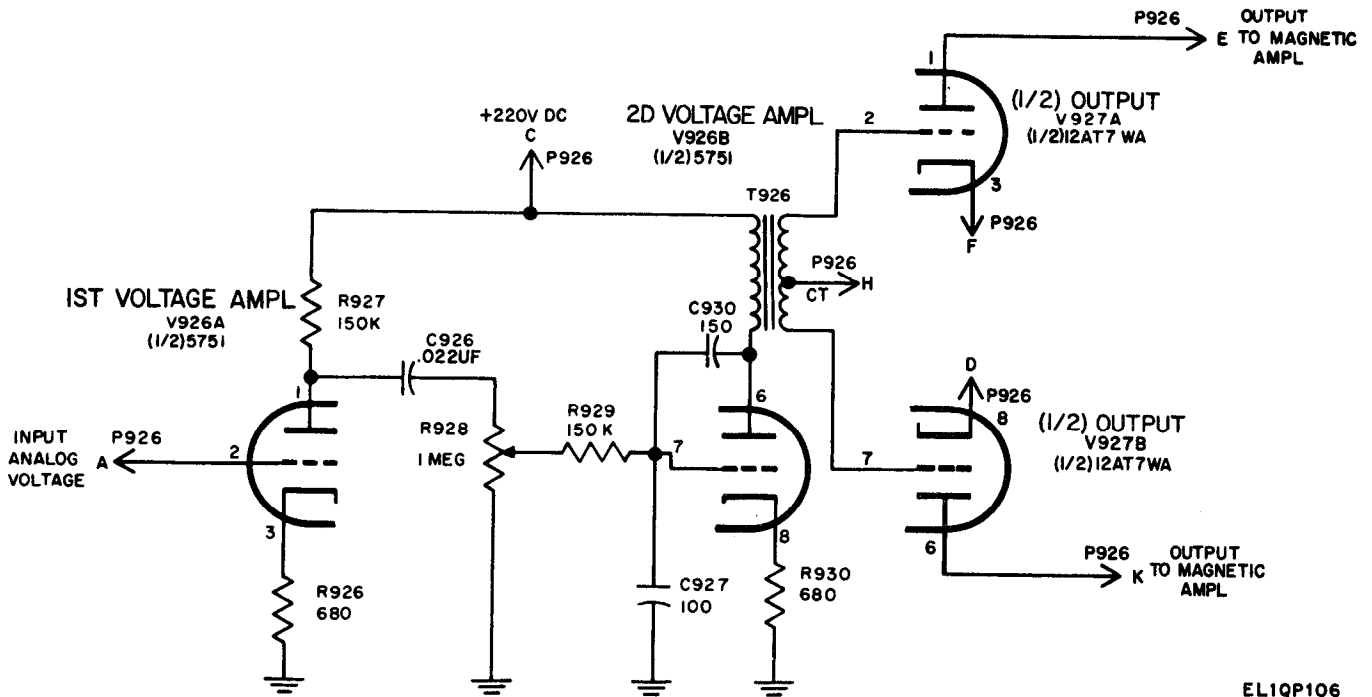 P926
E
OUTPUT
TO MAGNETIC
AMPL
1
(1/2) OUTPUT
V927A
(1/2)12AT7 WA
2
3
P926
F
+220V DC
C
P926
2D VOLTAGE AMPL
V926B
(1/2)5751
T926
P926
H
CT
1ST VOLTAGE AMPL
V926A
(1/2)5751
R927
150K
C926
.022UF
C930
150
1
INPUT
ANALOG
VOLTAGE
P926
A
2
3
R928
1 MEG
R929
150 K
6
7
8
D
P926
8
(1/2) OUTPUT
V927B
(1/2)12AT7WA
7
6
P926
K
OUTPUT
TO MAGNETIC
AMPL
R926
680
C927
100
R930
680
EL1QP106